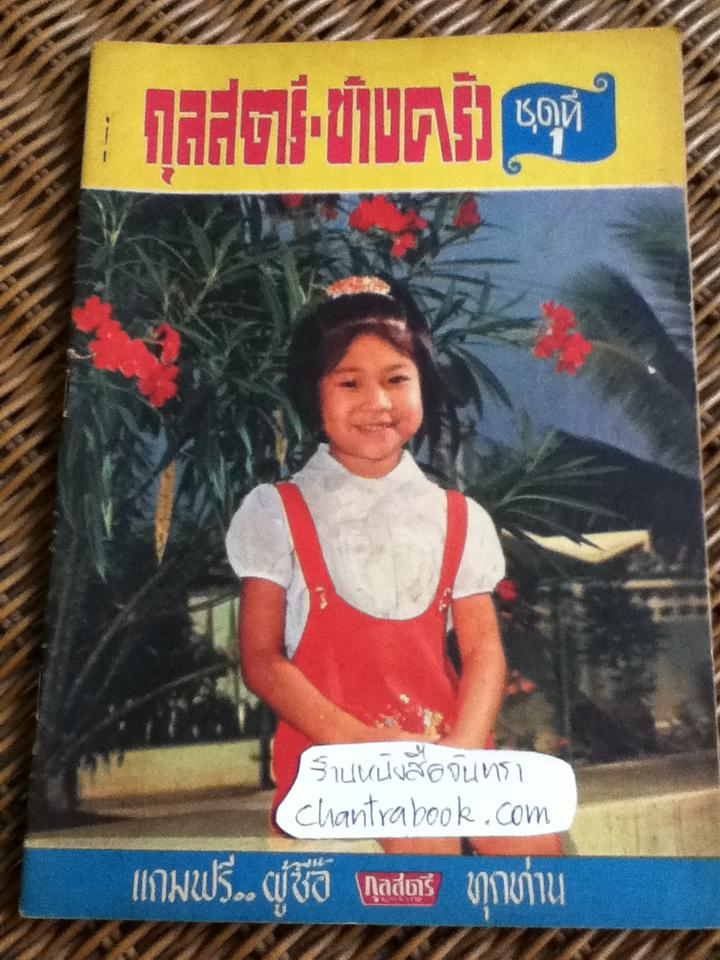 กุลสตรี-ข้างครัว
ชุดที่
1
ร้านหนังสือจันทรา
chantrabook.com
แถมฟรี.. ผู้ซื้อ กุลสตรี ทุกท่าน